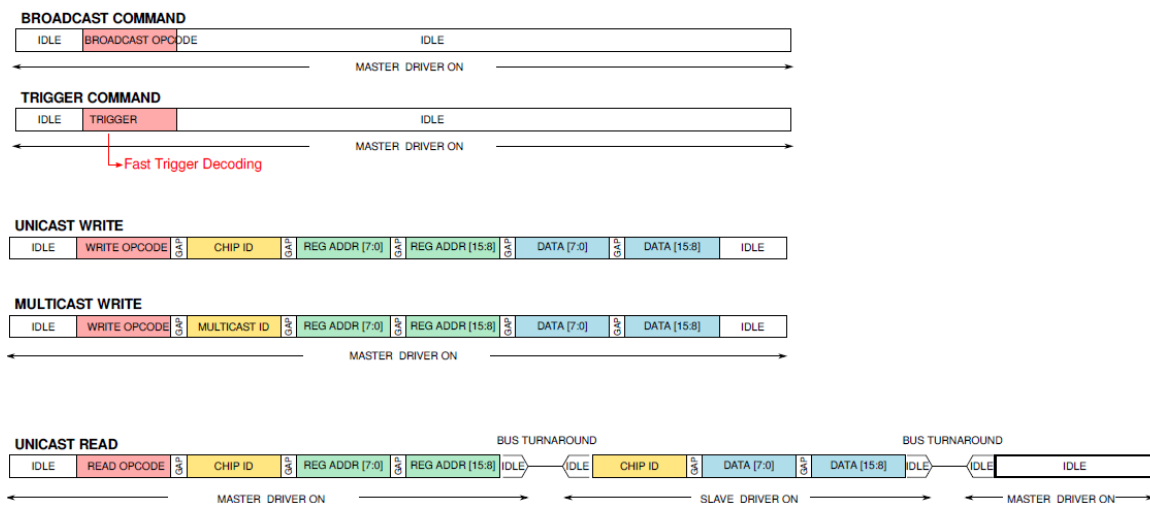 BROADCAST COMMAND
IDLE BROADCAST OPCODE IDLE
MASTER DRIVER ON
TRIGGER COMMAND
IDLE TRIGGER IDLE
MASTER DRIVER ON
Fast Trigger Decoding
UNICAST WRITE
IDLE WRITE OPCODE GAP CHIP ID GAP REG ADDR [7:0] GAP REG ADDR [15:8] GAP DATA [7:0] GAP DATA [15:8] IDLE
MULTICAST WRITE
IDLE WRITE OPCODE GAP MULTICAST ID GAP REG ADDR [7:0] GAP REG ADDR [15:8] GAP DATA [7:0] GAP DATA [15:8] IDLE
MASTER DRIVER ON
UNICAST READ BUS TURNAROUND BUS TURNAROUND
IDLE READ OPCODE GAP CHIP ID GAP REG ADDR [7:0] GAP REG ADDR [15:8] IDLE IDLE CHIP ID GAP DATA [7:0] GAP DATA [15:8] IDLE IDLE IDLE
MASTER DRIVER ON SLAVE DRIVER ON MASTER DRIVER ON